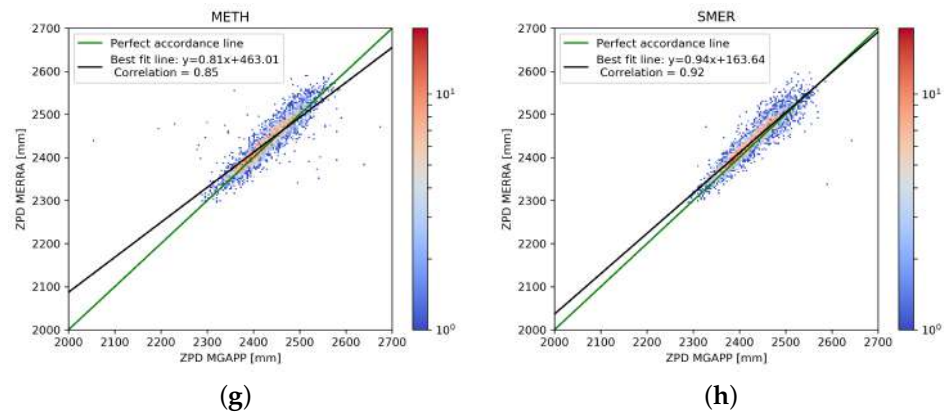 METH
2700
2600
2500
2400
2300
2200
2100
2000
ZPD MERRA [mm]
Perfect accordance line
Best fit line: y=0.81x+463.01
Correlation = 0.85
2000 2100 2200 2300 2400 2500 2600 2700
ZPD MGAPP [mm]
10¹
10⁰
(g)
SMER
2700
2600
2500
2400
2300
2200
2100
2000
ZPD MERRA [mm]
Perfect accordance line
Best fit line: y=0.94x+163.64
Correlation = 0.92
2000 2100 2200 2300 2400 2500 2600 2700
ZPD MGAPP [mm]
10¹
10⁰
(h)